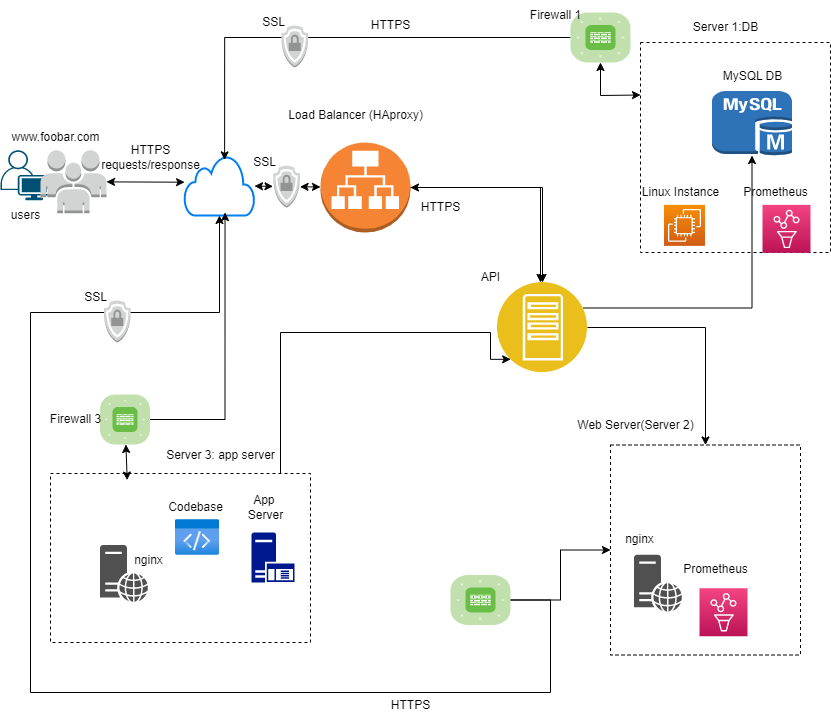 SSL
HTTPS
Firewall 1
Server 1:DB
MySQL DB
MySQL
M
Load Balancer (HAproxy)
www.foobar.com
HTTPS
requests/response
SSL
users
HTTPS
Linux Instance
Prometheus
API
SSL
Firewall 3
Web Server(Server 2)
Server 3: app server
Codebase
App
Server
</>
nginx
nginx
Prometheus
HTTPS